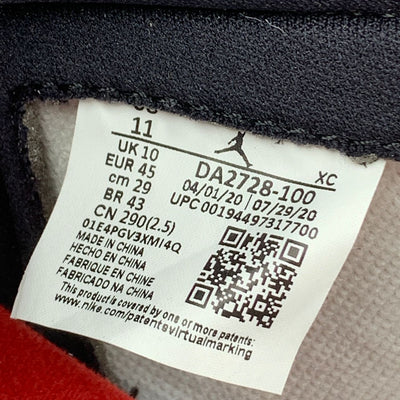 11
UK 10
EUR 45
cm 29
BR 43
CN 290(2.5)
01E4PGV3XMI4Q
MADE IN CHINA
HECHO EN CHINA
FABRIQUE EN CHINE
FABRICADO NA CHINA
XC
DA2728-100
04/01/20 07/29/20
UPC 00194497317700
This product is covered by one or more patents:
www.nike.com/patentsvirtualmarking